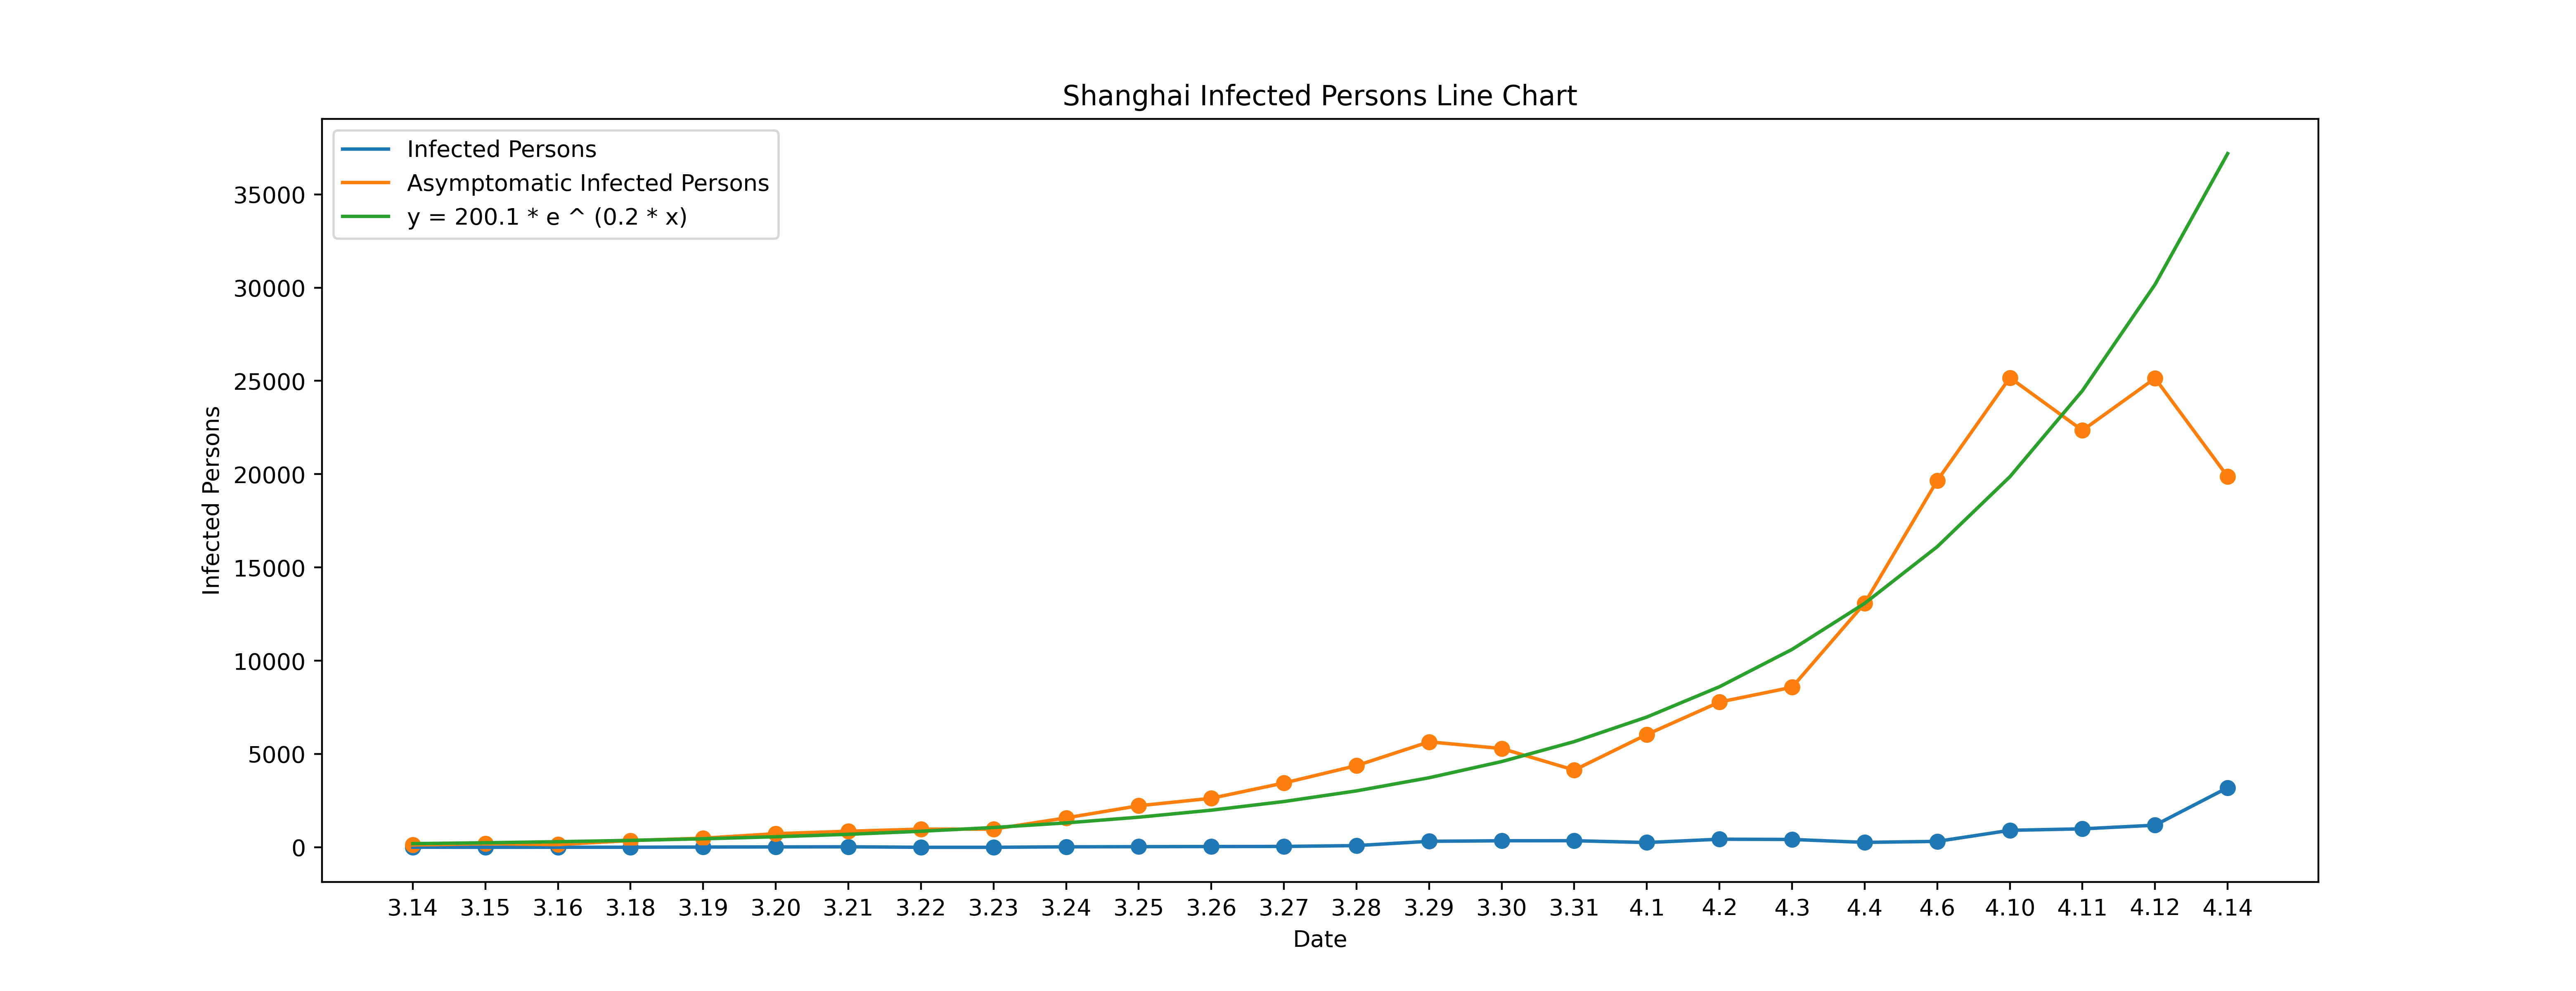 Shanghai Infected Persons Line Chart
Infected Persons
Asymptomatic Infected Persons
y = 200.1 * e ^ (0.2 * x)
Infected Persons
35000
30000
25000
20000
15000
10000
5000
0
3.14 3.15 3.16 3.18 3.19 3.20 3.21 3.22 3.23 3.24 3.25 3.26 3.27 3.28 3.29 3.30 3.31 4.1 4.2 4.3 4.4 4.6 4.10 4.11 4.12 4.14
Date